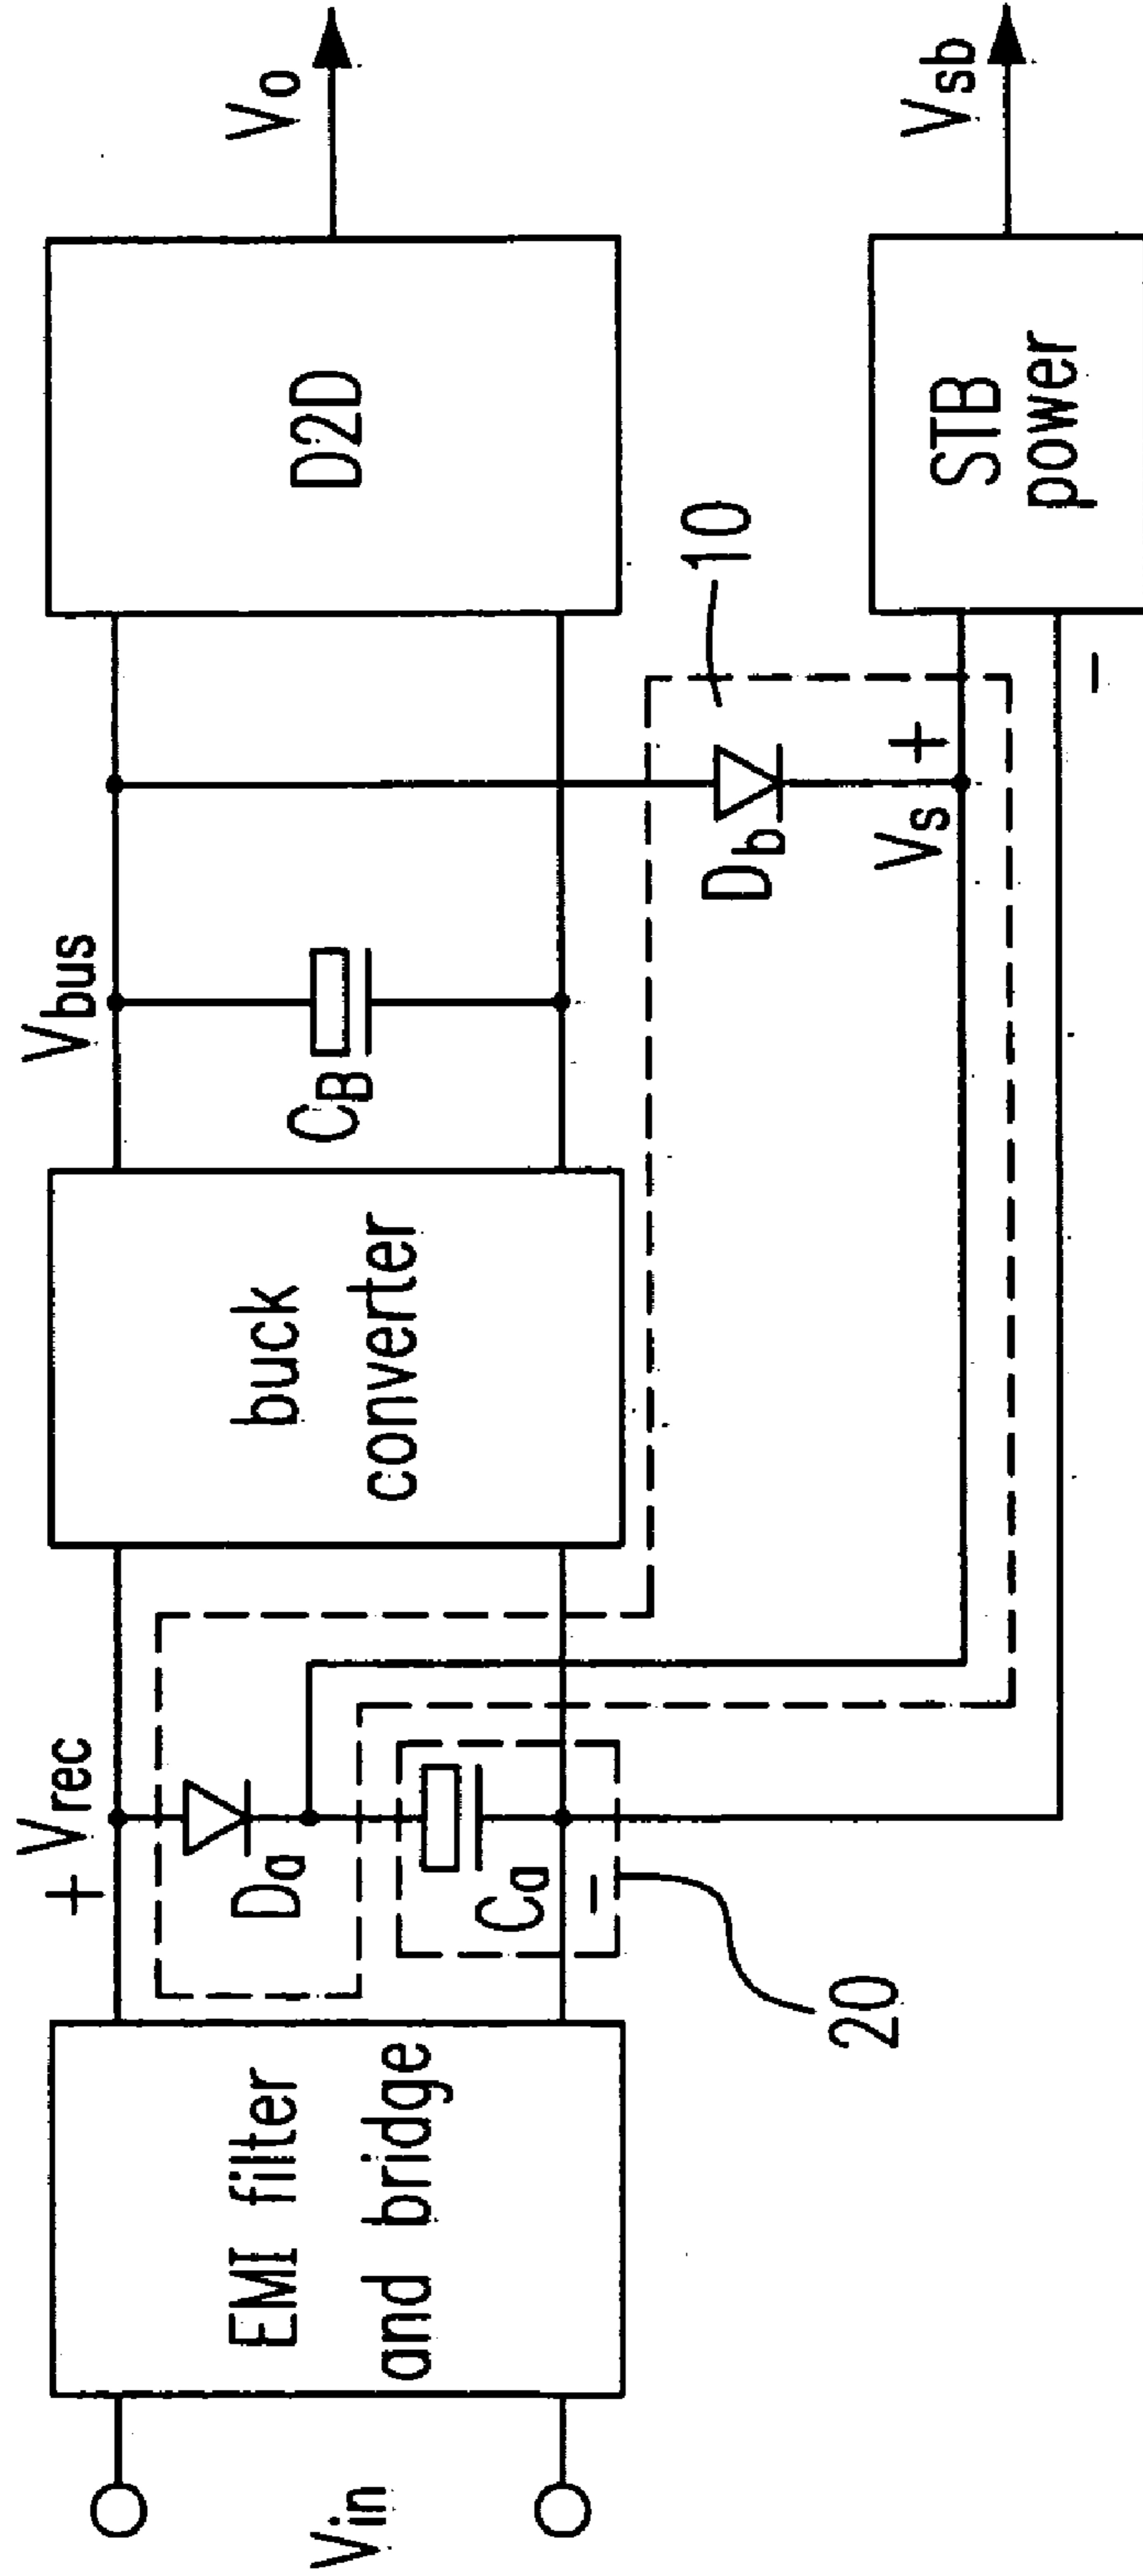 Vin
EMI filter
and bridge
+
Vrec
Da
Ca
-
20
buck
converter
Vbus
CB
Db
10
Vs
+
-
D2D
Vo
STB
power
Vsb